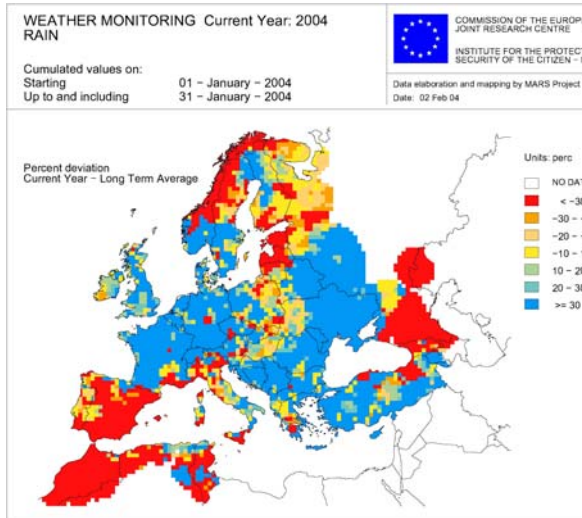 WEATHER MONITORING Current Year: 2004
RAIN
Cumulated values on:
Starting 01 - January - 2004
Up to and including 31 - January - 2004
COMMISSION OF THE EUROP
JOINT RESEARCH CENTRE
INSTITUTE FOR THE PROTEC
SECURITY OF THE CITIZEN -
Data elaboration and mapping by MARS Project
Date: 02 Feb 04
Percent deviation
Current Year - Long Term Average
Units: perc
NO DAT
< -30
-30 -
-20 -
-10 - 1
10 - 20
20 - 30
>= 30